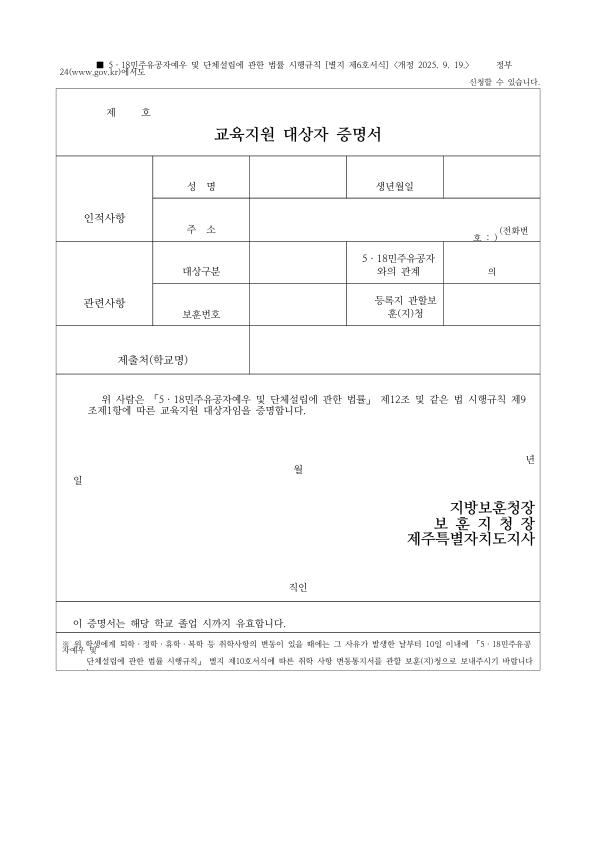 ■ 5ㆍ18민주유공자예우 및 단체설립에 관한 법률 시행규칙 [별지 제6호서식] 〈개정 2025. 9. 19.〉 정부
24(www.gov.kr)에서도
신청할 수 있습니다.
제 호
교육지원 대상자 증명서
인적사항
성 명
생년월일
주 소
(전화번
호 : )
관련사항
대상구분
5ㆍ18민주유공자
와의 관계
의
보훈번호
등록지 관할보
훈(지)청
제출처(학교명)
위 사람은 「5ㆍ18민주유공자예우 및 단체설립에 관한 법률」 제12조 및 같은 법 시행규칙 제9
조제1항에 따른 교육지원 대상자임을 증명합니다.
년
월
일
지방보훈청장
보 훈 지 청 장
제주특별자치도지사
직인
이 증명서는 해당 학교 졸업 시까지 유효합니다.
※ 위 학생에게 퇴학ㆍ정학ㆍ휴학ㆍ복학 등 취학사항의 변동이 있을 때에는 그 사유가 발생한 날부터 10일 이내에 「5ㆍ18민주유공
자예우 및
단체설립에 관한 법률 시행규칙」 별지 제10호서식에 따른 취학 사항 변동통지서를 관할 보훈(지)청으로 보내주시기 바랍니다
.